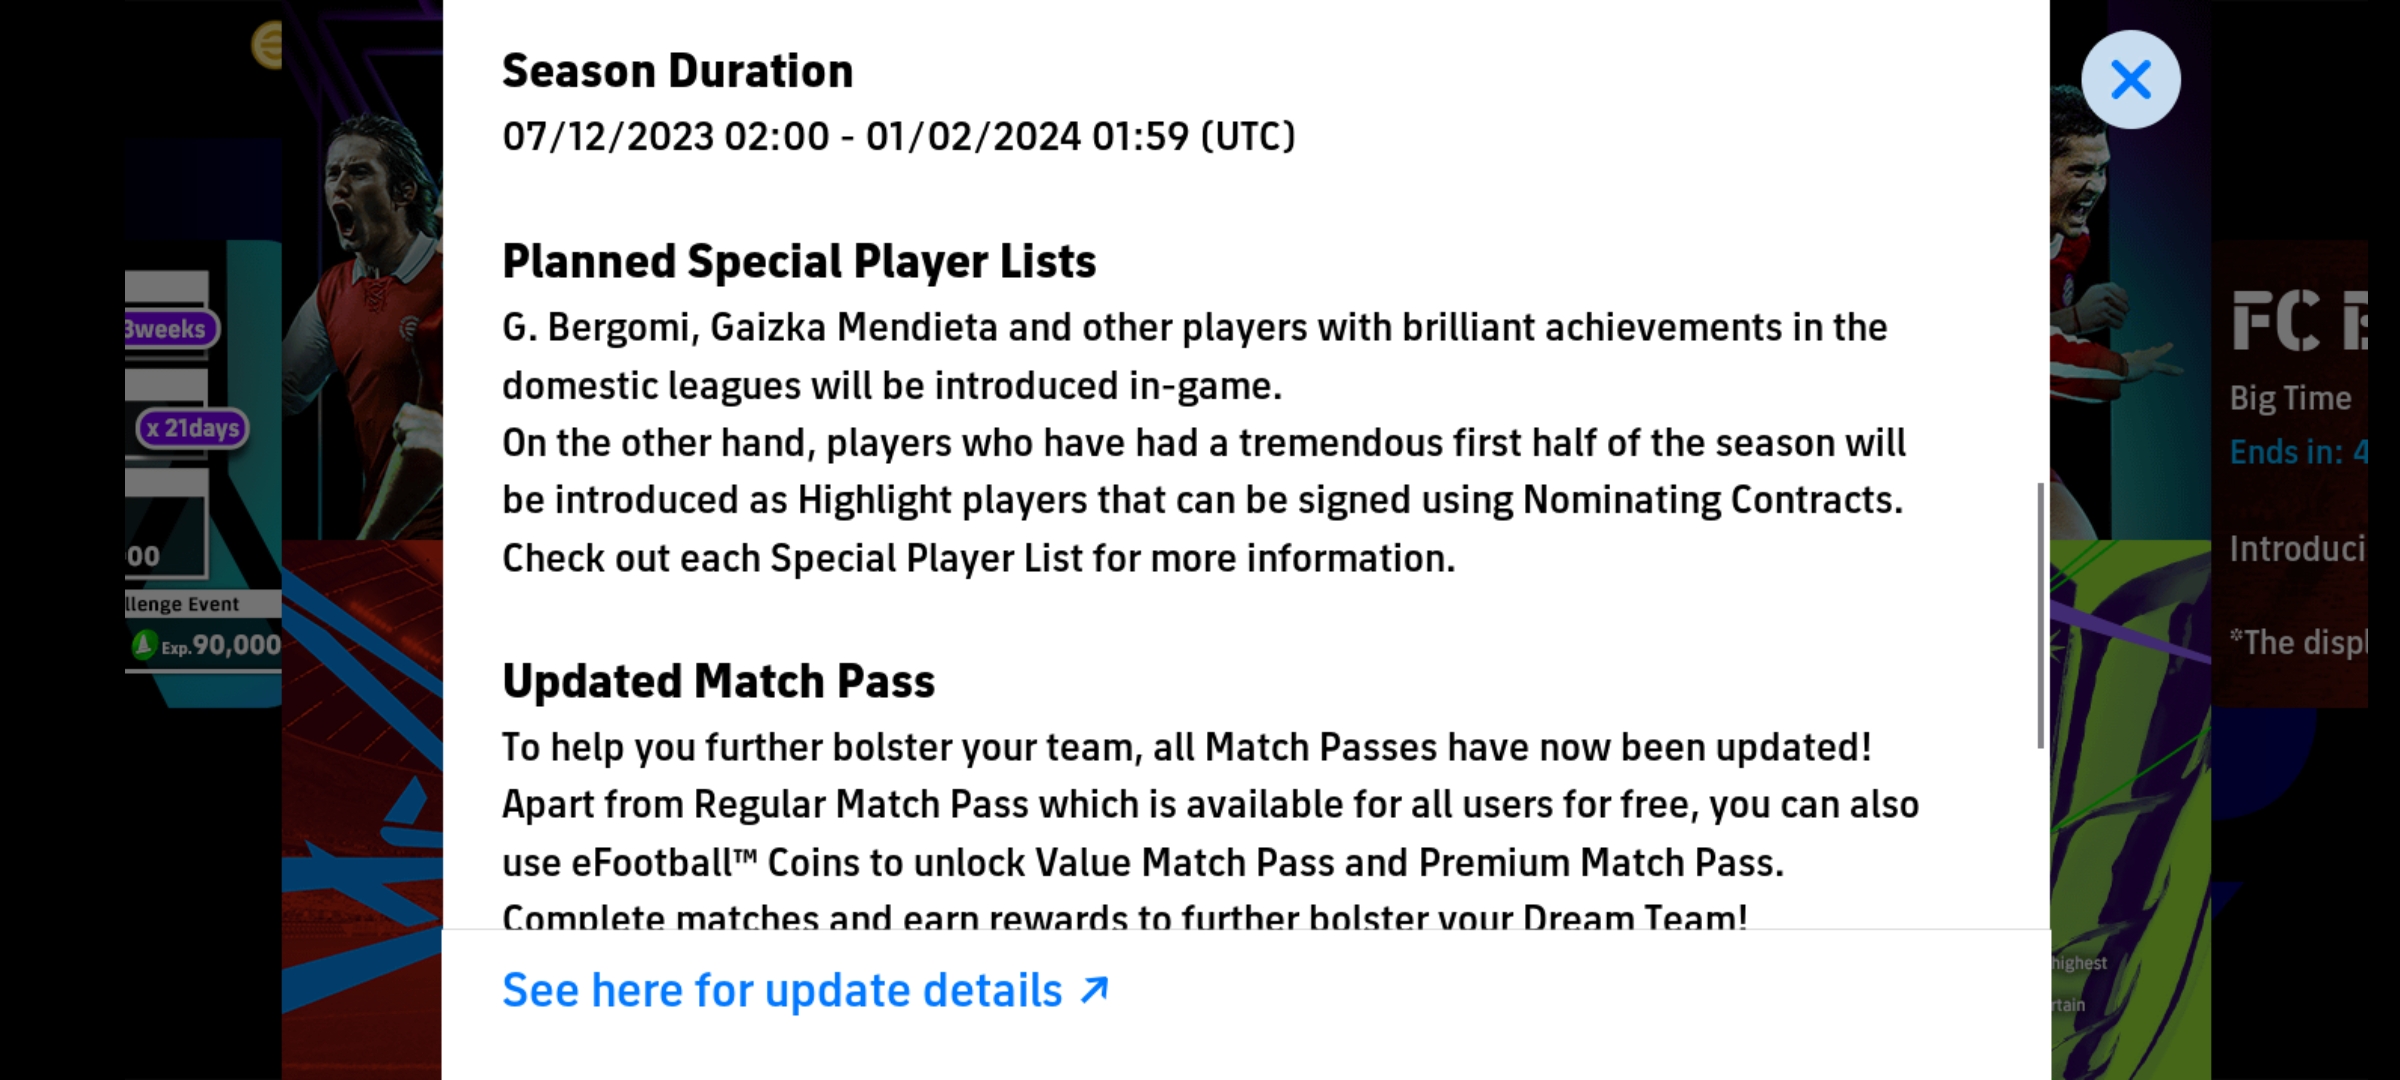 Season Duration
07/12/2023 02:00 - 01/02/2024 01:59 (UTC)
Planned Special Player Lists
G. Bergomi, Gaizka Mendieta and other players with brilliant achievements in the
domestic leagues will be introduced in-game.
On the other hand, players who have had a tremendous first half of the season will
be introduced as Highlight players that can be signed using Nominating Contracts.
Check out each Special Player List for more information.
Updated Match Pass
To help you further bolster your team, all Match Passes have now been updated!
Apart from Regular Match Pass which is available for all users for free, you can also
use eFootball™ Coins to unlock Value Match Pass and Premium Match Pass.
Complete matches and earn rewards to further bolster your Dream Team!
See here for update details
3weeks
x 21days
00
llenge Event
Exp.90,000
FC
Big Time
Ends in: 4
Introduci
*The displ
highest
rtain